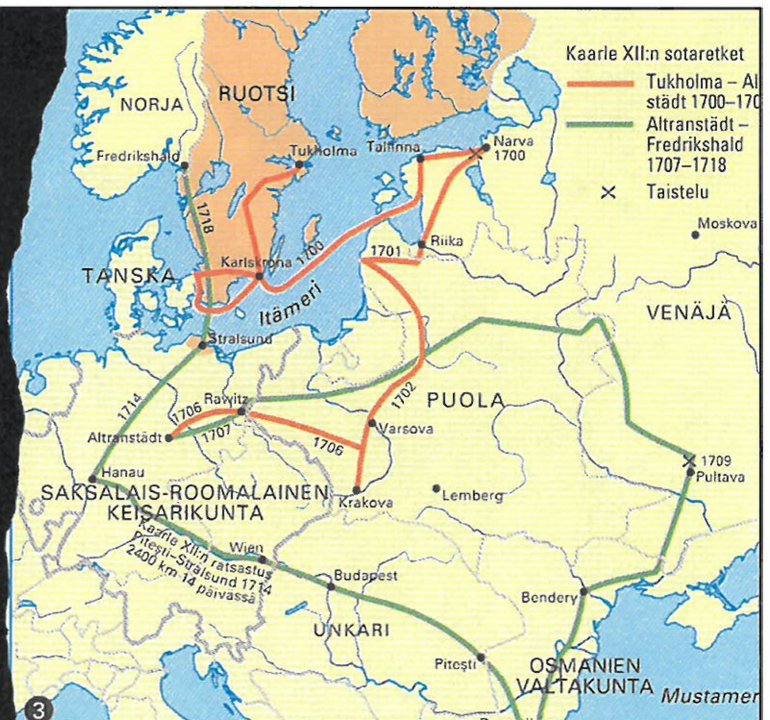 Kaarle XII:n sotaretket
Tukholma – Al
städt 1700–170
Altranstädt –
Fredrikshald
1707–1718
Taistelu
NORJA
RUOTSI
Fredrikshald
Tukholma
Tallinna
Narva
1700
1718
Moskova
Riika
1701
Karlskrona
1700
TANSKA
Itämeri
VENÄJÄ
Stralsund
1714
1702
PUOLA
Rawitz
1706
1707
Altranstädt
1706
Varsova
1709
Pultava
Hanau
Krakova
Lemberg
SAKSALAIS-ROOMALAINEN
KEISARIKUNTA
Kaarle XII:n ratsastus
Piteşti–Stralsund 1714
2400 km 14 päivässä
Wien
Budapest
Bendery
UNKARI
Piteşti
OSMANIEN
VALTAKUNTA
Mustamer
3